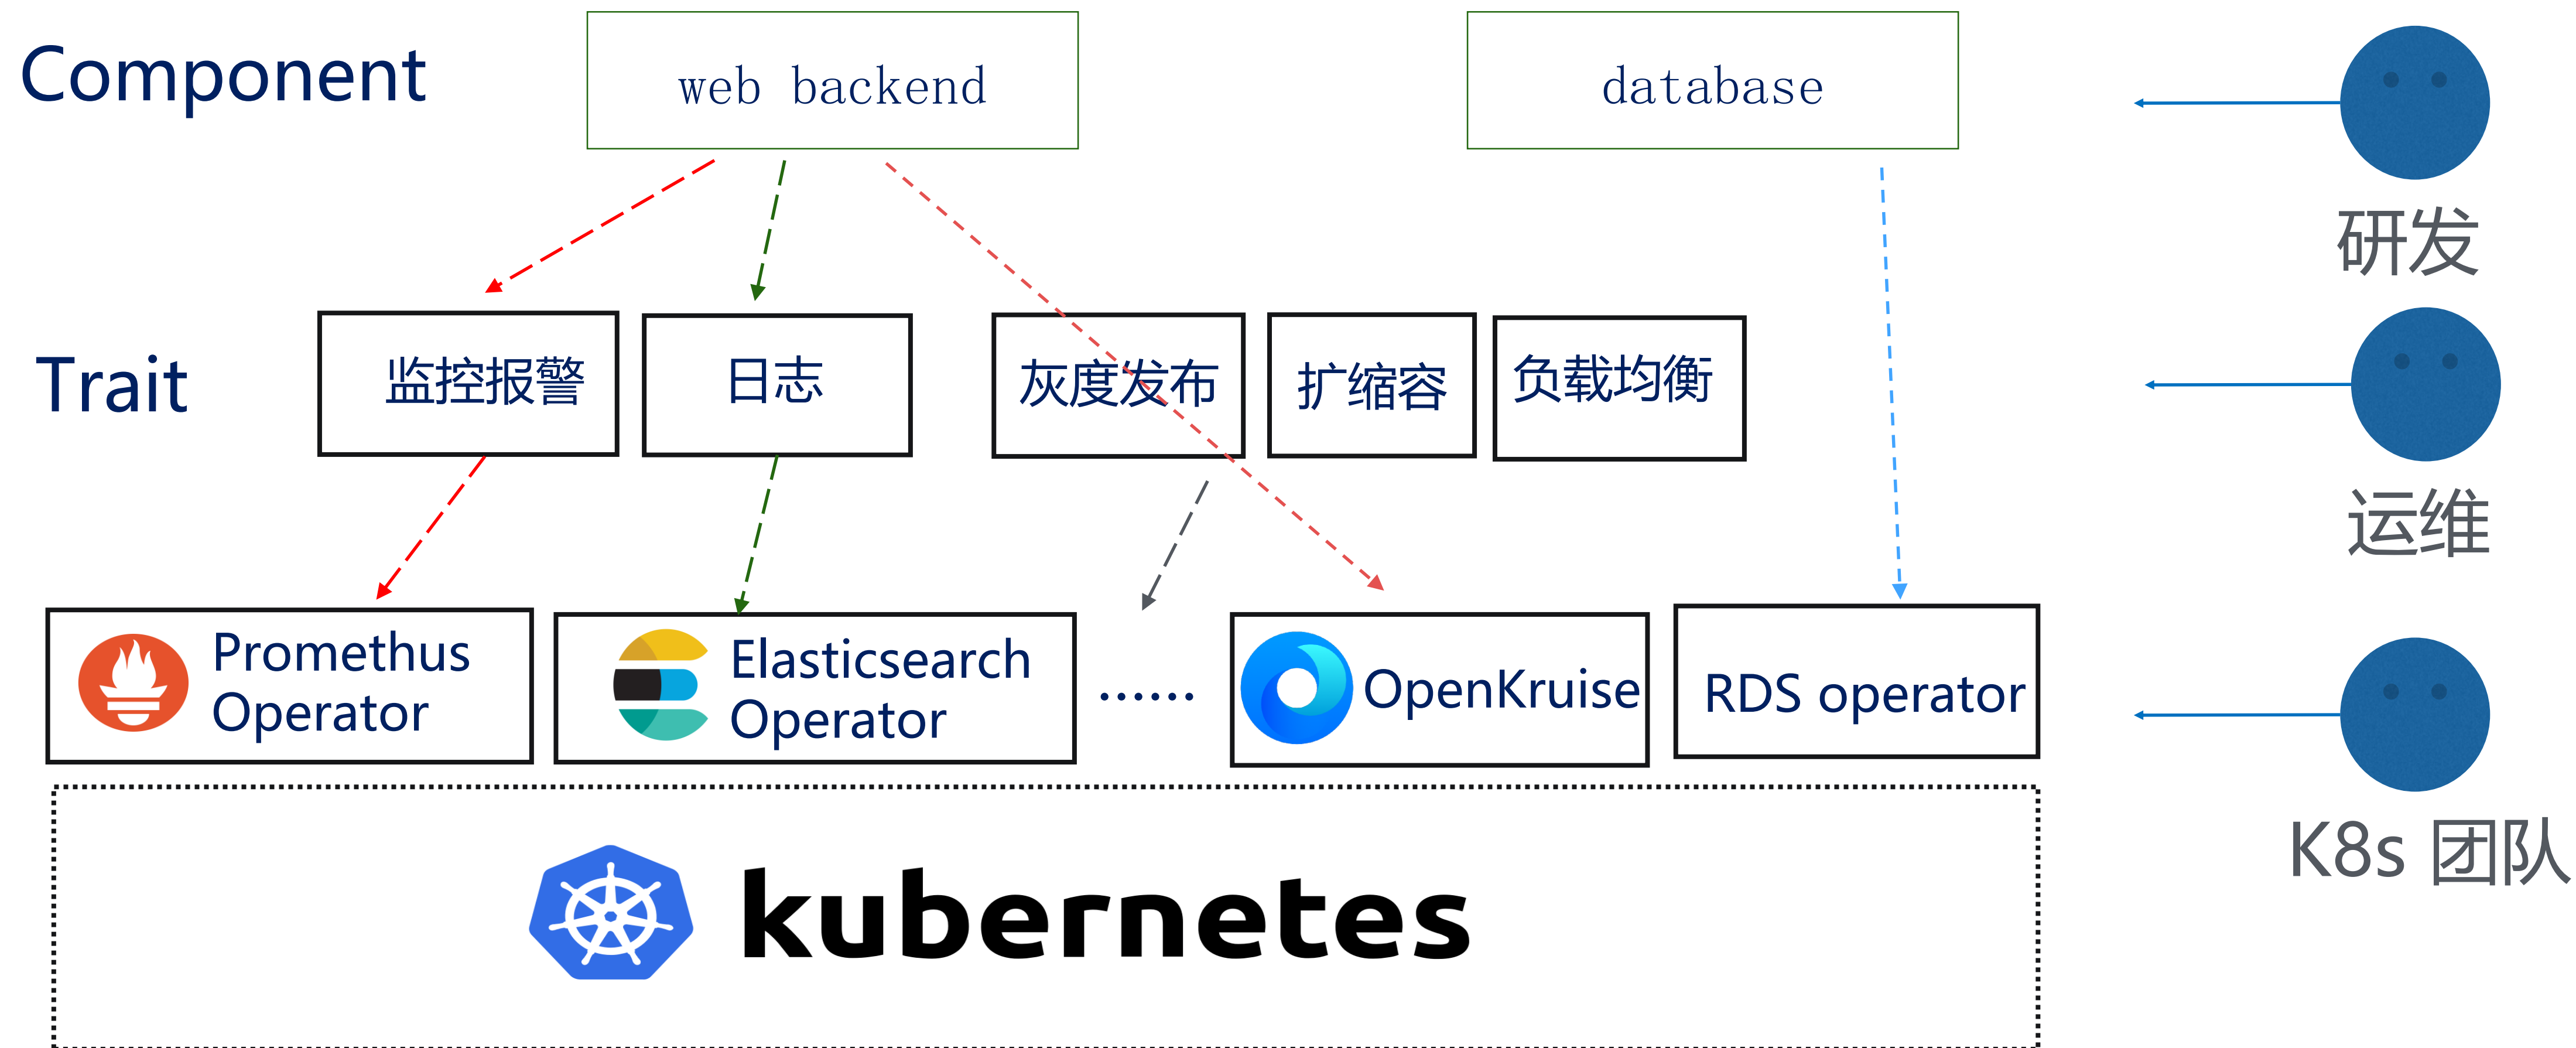 Component
web backend
database
研发
Trait
监控报警
日志
灰度发布
扩缩容
负载均衡
运维
Promethus
Operator
Elasticsearch
Operator
......
OpenKruise
RDS operator
K8s 团队
kubernetes